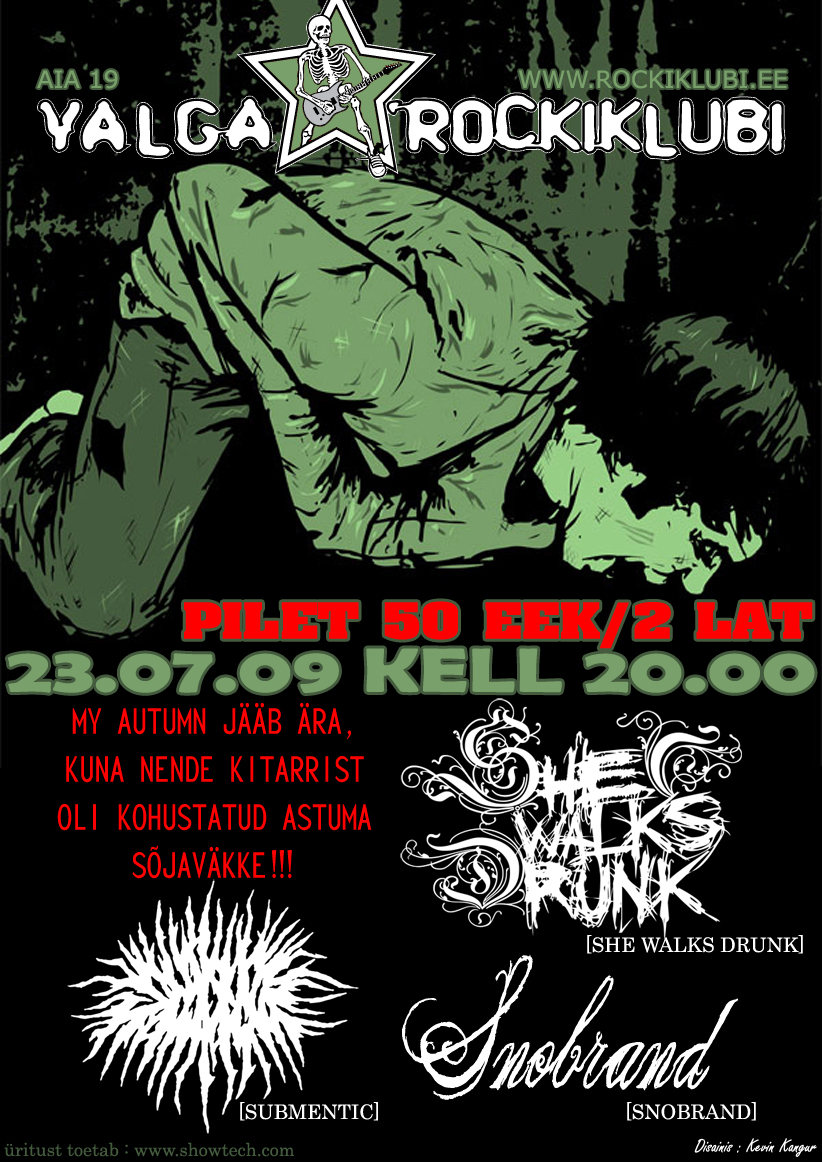 AIA 19
WWW.ROCKIKLUBI.EE
VALGA ROCKIKLUBI
PILET 50 EEK/2 LAT
23.07.09 KELL 20.00
MY AUTUMN JÄÄB ÄRA,
KUNA NENDE KITARRIST
OLI KOHUSTATUD ASTUMA
SÕJAVÄKKE!!!
SHE
WALKS
DRUNK
[SHE WALKS DRUNK]
[SUBMENTIC]
Snobrand
[SNOBRAND]
üritust toetab : www.showtech.com
Disainis : Kevin Kangur